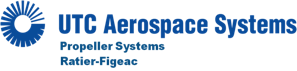 UTC Aerospace Systems
Propeller Systems
Ratier-Figeac